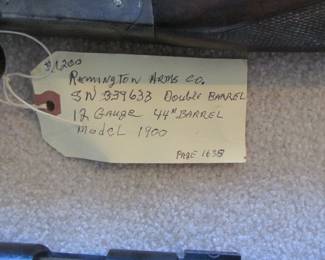 $1,200
Remington Arms Co.
SN 339633 Double Barrel
12 Gauge 44" Barrel
Model 1900
Page 1638